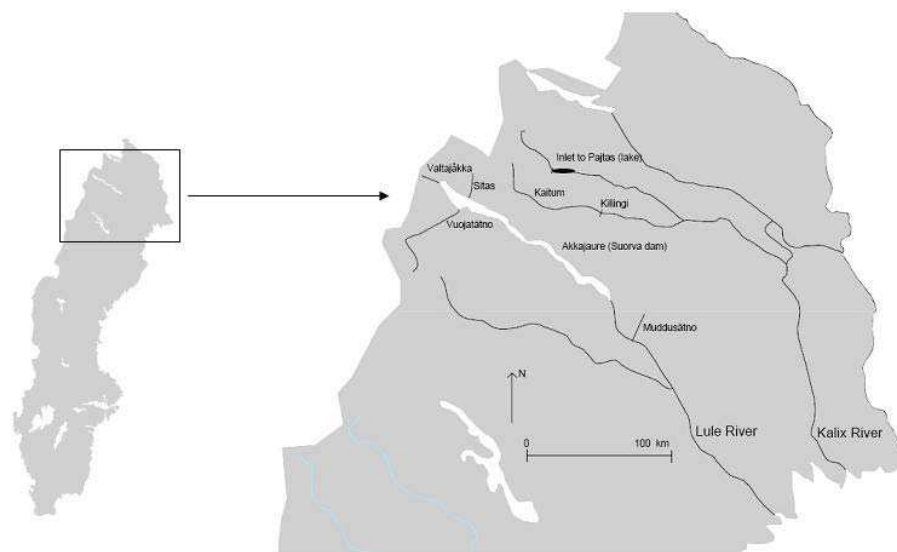 Inlet to Pajtas (lake)
Valtajåkka
Sitas
Kaitum
Killingi
Vuojatätno
Akkajaure (Suorva dam)
Muddusätno
N
0
100 km
Lule River
Kalix River